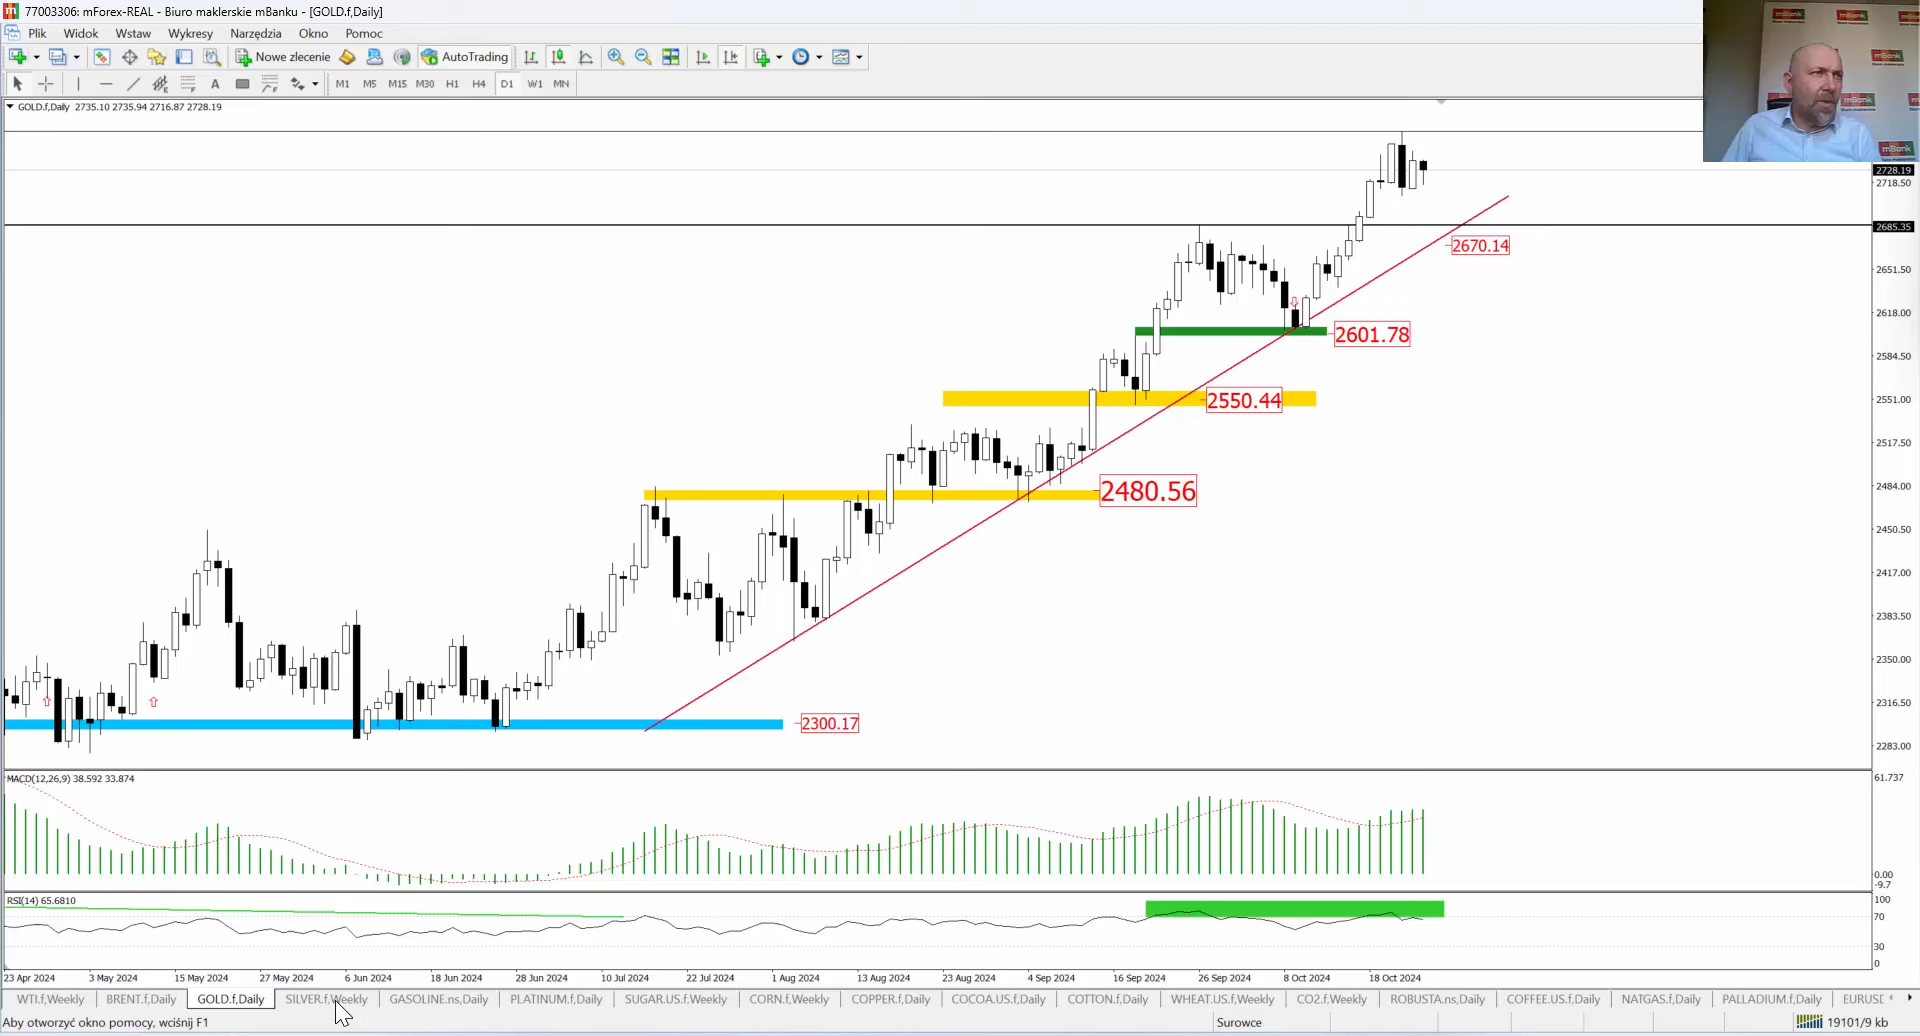 77003306: mForex-REAL - Biuro maklerskie mBanku - [GOLD.f,Daily]
Plik Widok Wstaw Wykresy Narzędzia Okno Pomoc
Nowe zlecenie AutoTrading
A M1 M5 M15 M30 H1 H4 D1 W1 MN
GOLD.f,Daily 2735.10 2735.94 2716.87 2728.19
mBank
mBank
mBank
mBank
mBank
2728.19
2718.50
2685.35
2670.14
2651.50
2618.00
2601.78
2584.50
2551.00
2550.44
2517.50
2480.56
2484.00
2450.50
2417.00
2383.50
2350.00
2316.50
2300.17
2283.00
MACD(12,26,9) 38.592 33.874
61.737
0.00
-9.7
RSI(14) 65.6810
100
70
30
0
23 Apr 2024 3 May 2024 15 May 2024 27 May 2024 6 Jun 2024 18 Jun 2024 28 Jun 2024 10 Jul 2024 22 Jul 2024 1 Aug 2024 13 Aug 2024 23 Aug 2024 4 Sep 2024 16 Sep 2024 26 Sep 2024 8 Oct 2024 18 Oct 2024
WTI.f,Weekly BRENT.f,Daily GOLD.f,Daily SILVER.f,Weekly GASOLINE.ns,Daily PLATINUM.f,Daily SUGAR.US.f,Weekly CORN.f,Weekly COPPER.f,Daily COCOA.US.f,Daily COTTON.f,Daily WHEAT.US.f,Weekly CO2.f,Weekly ROBUSTA.ns,Daily COFFEE.US.f,Daily NATGAS.f,Daily PALLADIUM.f,Daily EURUSD
Aby otworzyć okno pomocy, wciśnij F1
Surowce
19101/9 kb